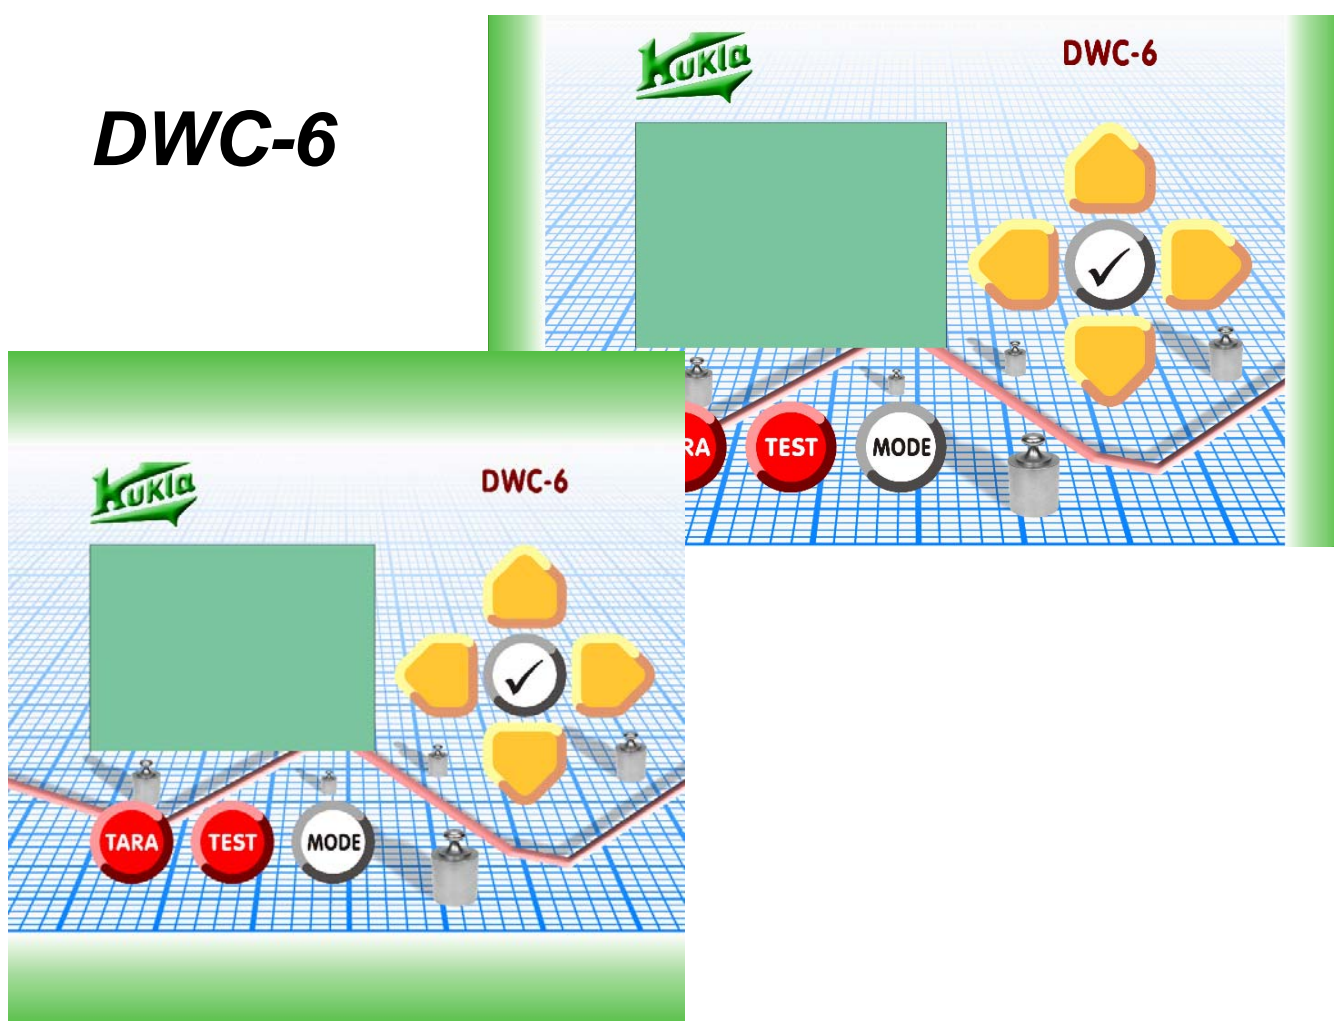 Kukla
DWC-6
DWC-6
RA
TEST
MODE
Kukla
DWC-6
TARA
TEST
MODE